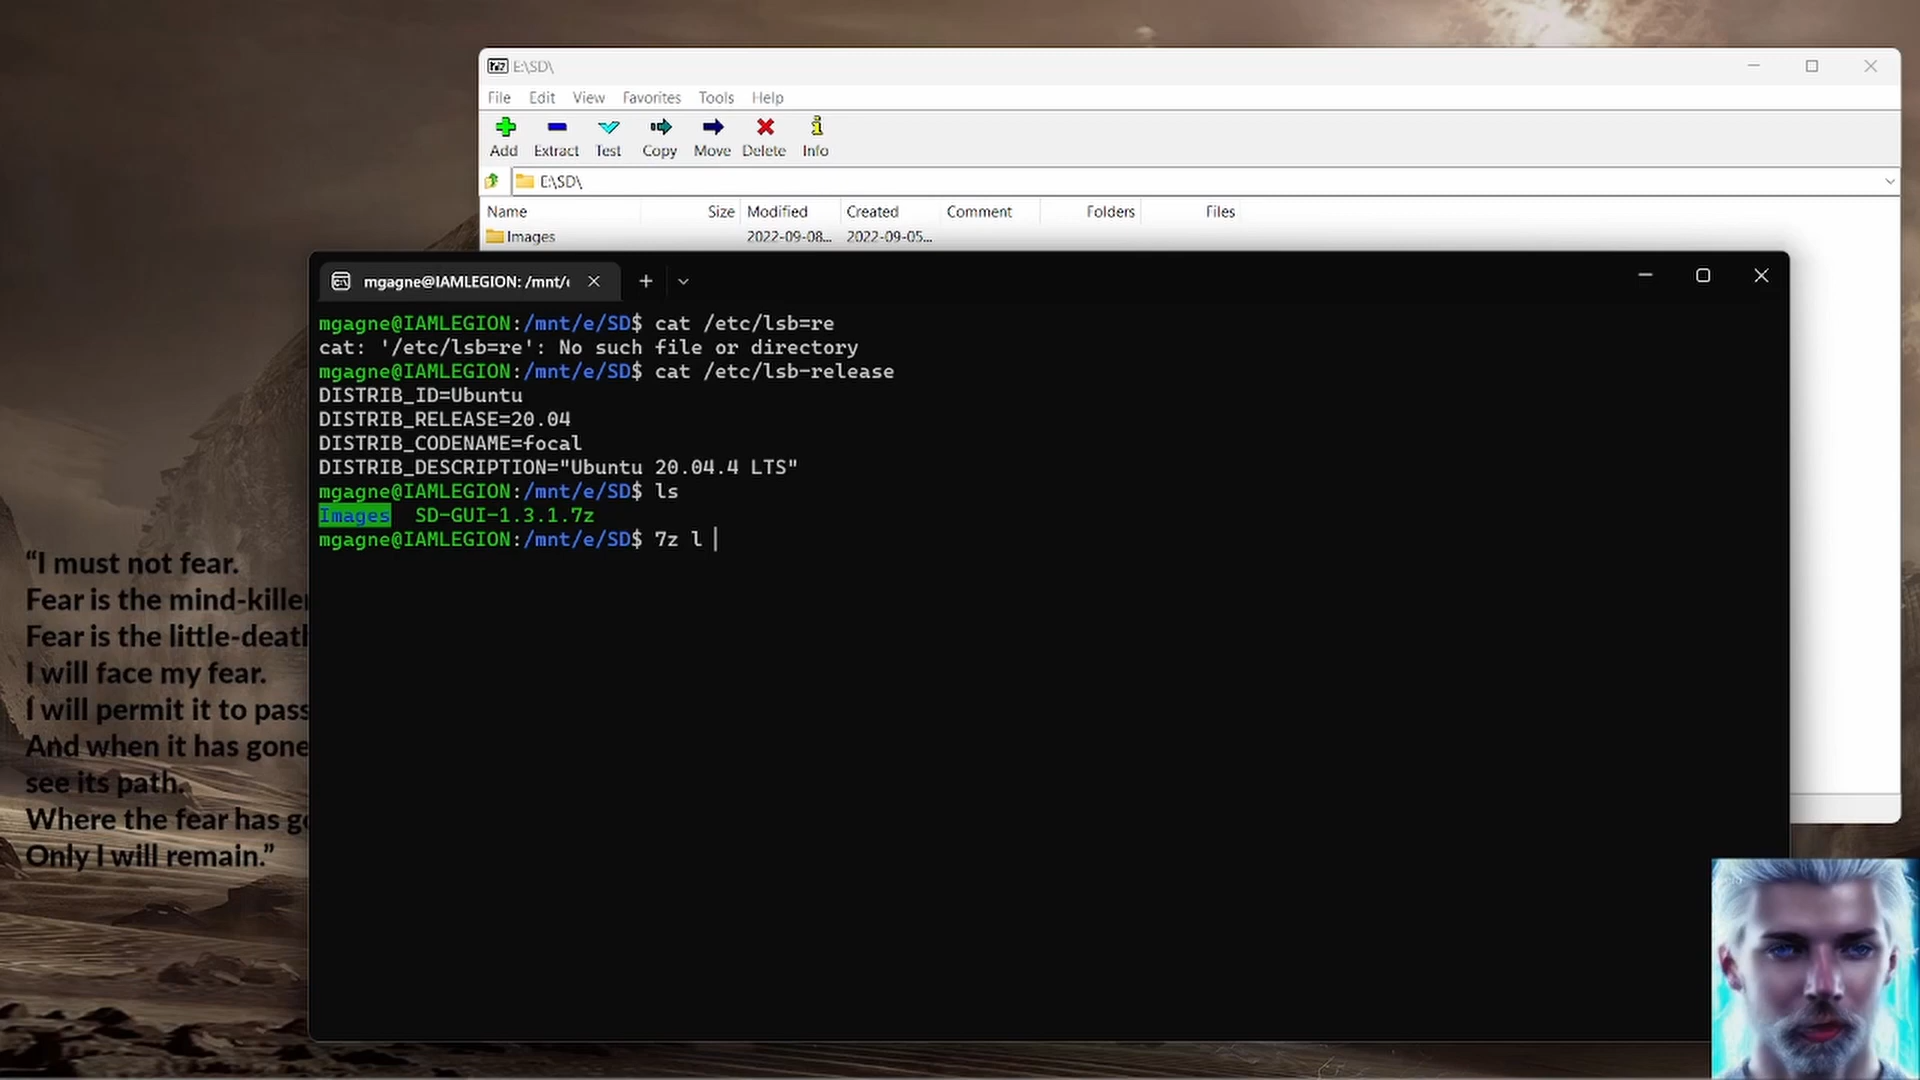 E:\SD\
File Edit View Favorites Tools Help
Add Extract Test Copy Move Delete Info
E:\SD\
Name Size Modified Created Comment Folders Files
Images 2022-09-08... 2022-09-05...
mgagne@IAMLEGION: /mnt/
mgagne@IAMLEGION:/mnt/e/SD$ cat /etc/lsb=re
cat: '/etc/lsb=re': No such file or directory
mgagne@IAMLEGION:/mnt/e/SD$ cat /etc/lsb-release
DISTRIB_ID=Ubuntu
DISTRIB_RELEASE=20.04
DISTRIB_CODENAME=focal
DISTRIB_DESCRIPTION="Ubuntu 20.04.4 LTS"
mgagne@IAMLEGION:/mnt/e/SD$ ls
Images SD-GUI-1.3.1.7z
mgagne@IAMLEGION:/mnt/e/SD$ 7z l
“I must not fear.
Fear is the mind-killer
Fear is the little-death
I will face my fear.
I will permit it to pass
And when it has gone
see its path.
Where the fear has
Only I will remain.”